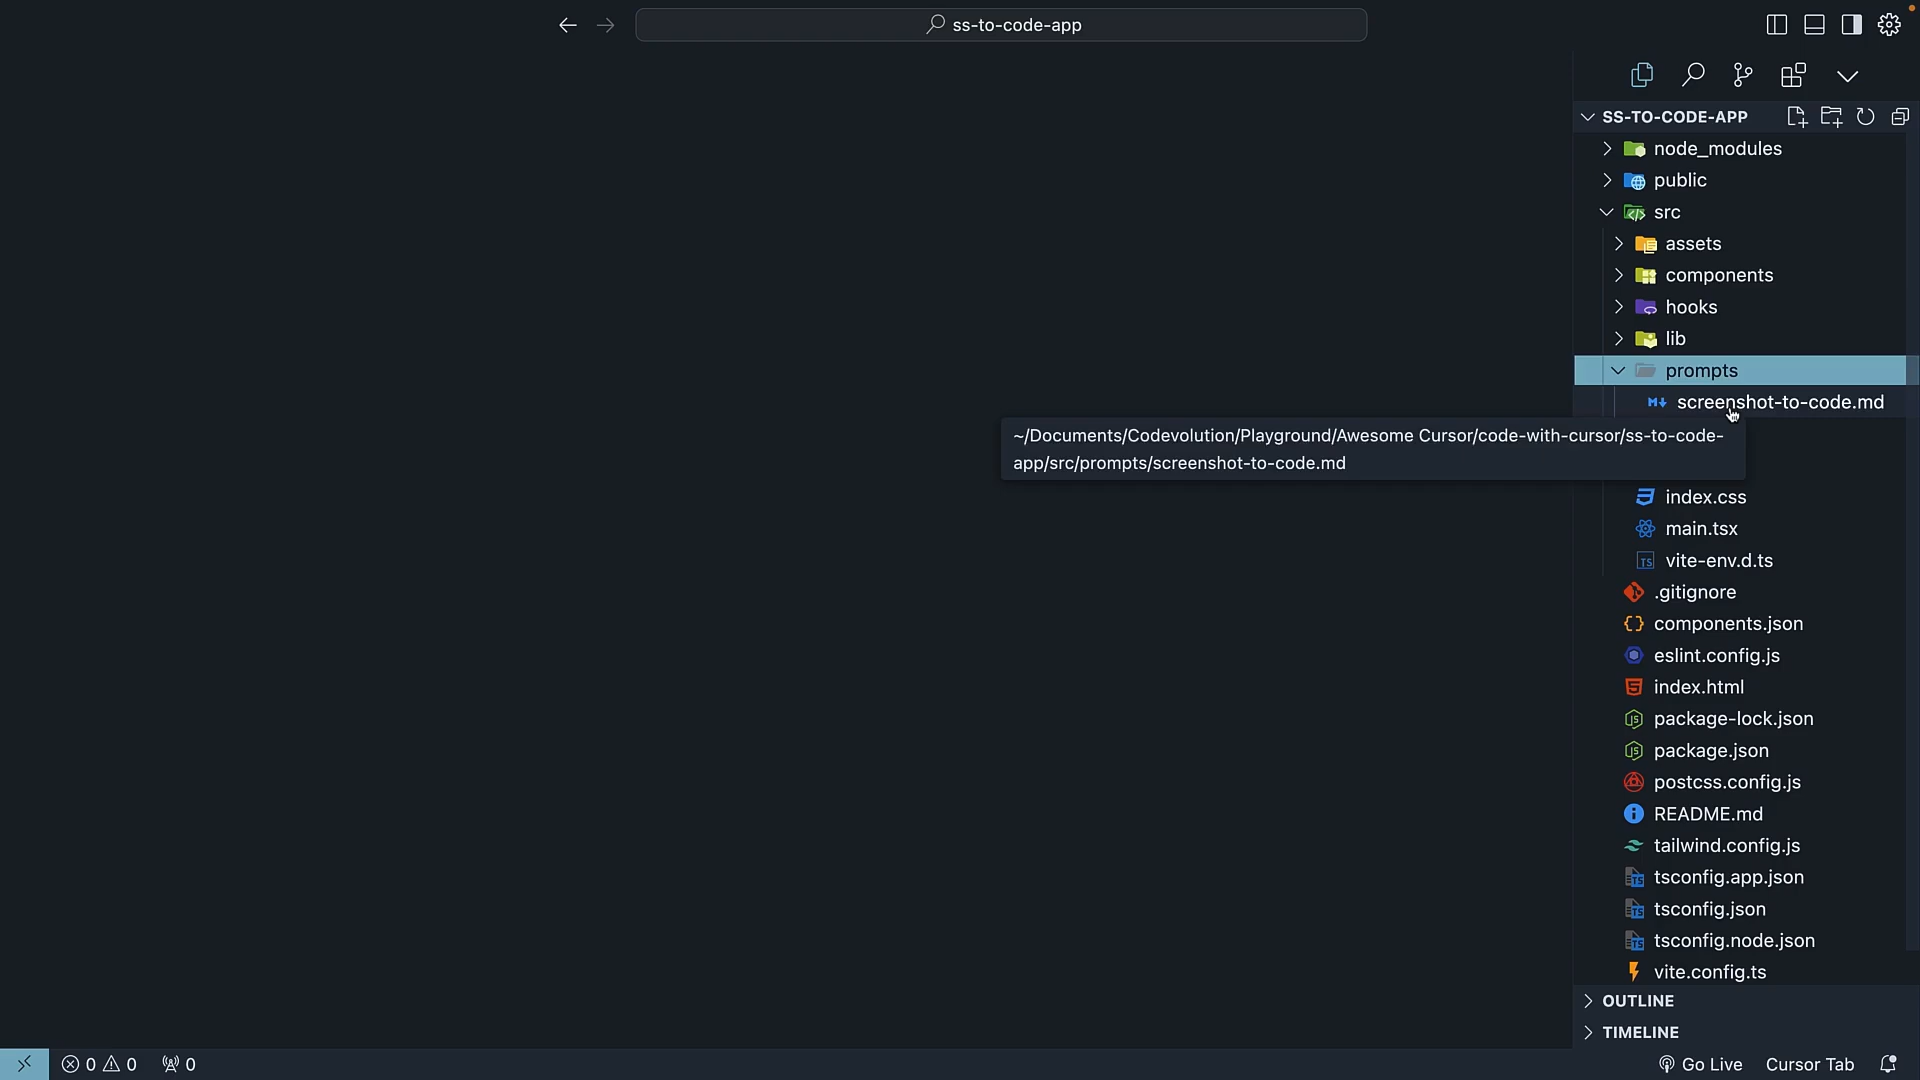 ss-to-code-app
SS-TO-CODE-APP
node_modules
public
src
assets
components
hooks
lib
prompts
screenshot-to-code.md
~/Documents/Codevolution/Playground/Awesome Cursor/code-with-cursor/ss-to-code-
app/src/prompts/screenshot-to-code.md
index.css
main.tsx
vite-env.d.ts
.gitignore
components.json
eslint.config.js
index.html
package-lock.json
package.json
postcss.config.js
README.md
tailwind.config.js
tsconfig.app.json
tsconfig.json
tsconfig.node.json
vite.config.ts
OUTLINE
TIMELINE
0 0 0
Go Live Cursor Tab